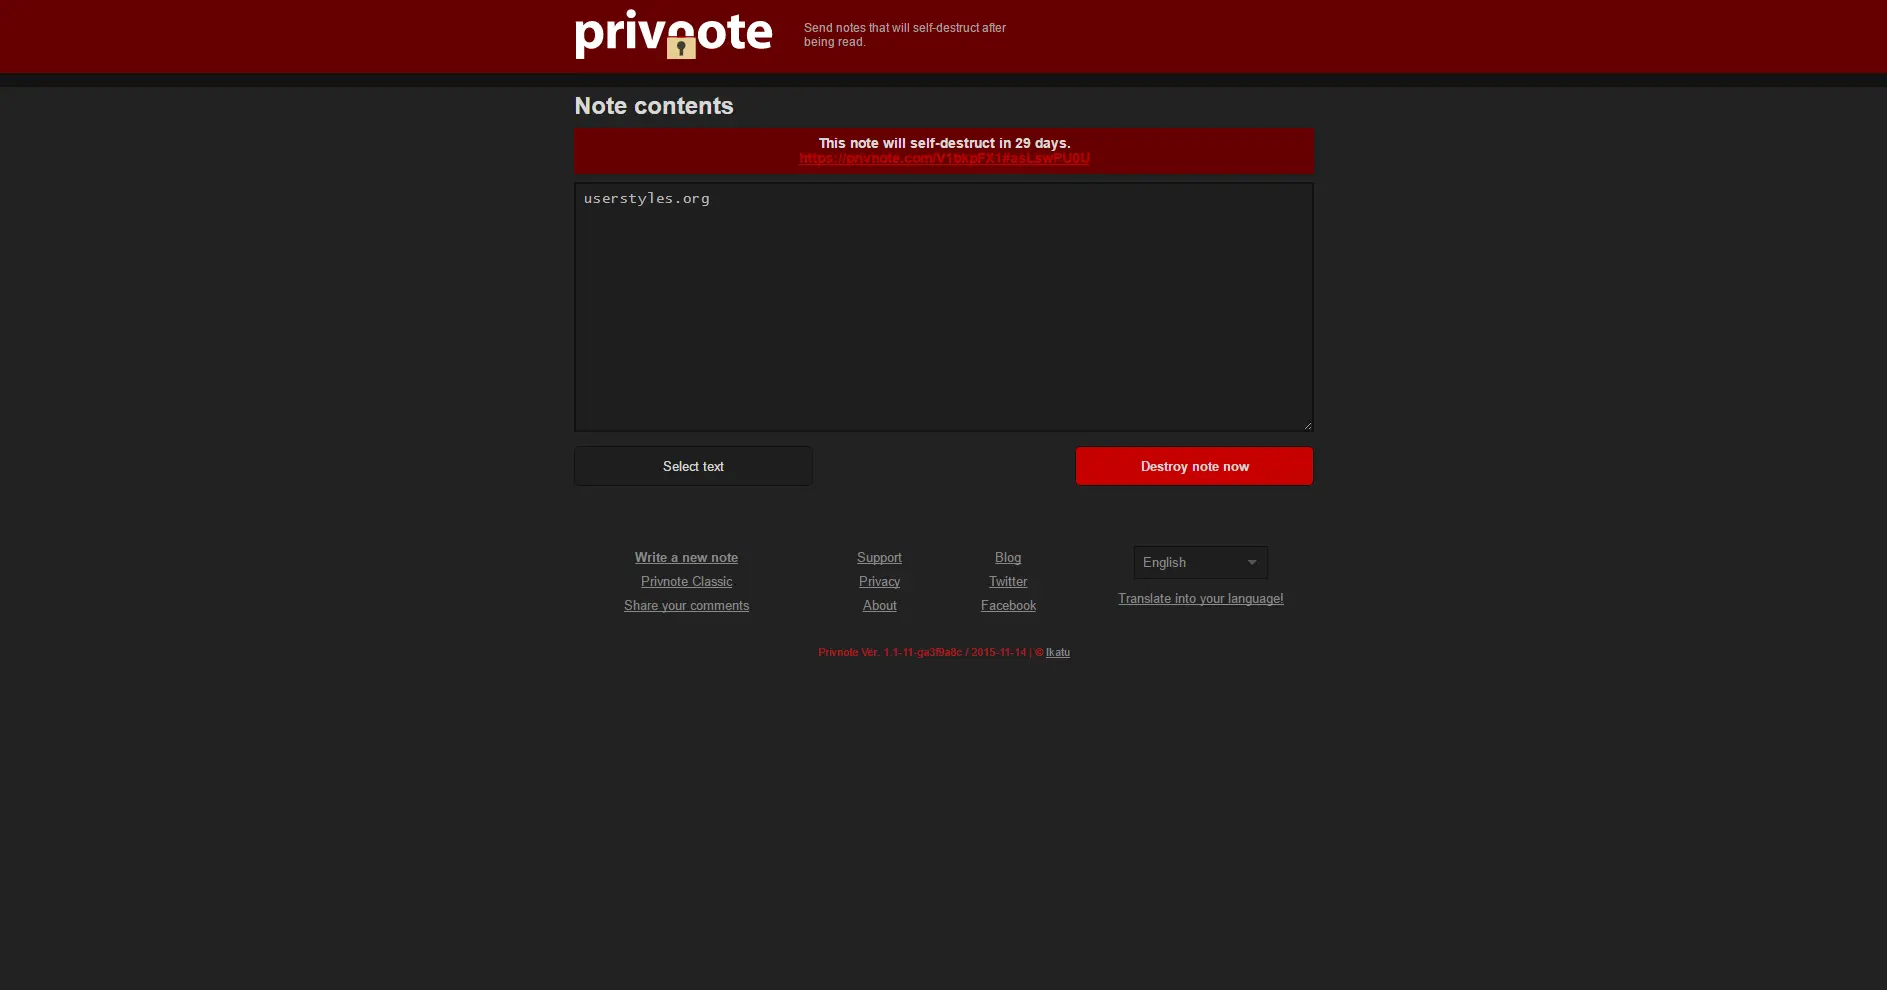 privnote
Send notes that will self-destruct after
being read.
Note contents
This note will self-destruct in 29 days.
https://privnote.com/V1bkpFX1#asLswPU0U
userstyles.org
Select text
Destroy note now
Write a new note
Support
Blog
English
Privnote Classic
Privacy
Twitter
Translate into your language!
Share your comments
About
Facebook
Privnote Ver. 1.1-11-ga3f9a8c / 2015-11-14 | © Ikatu